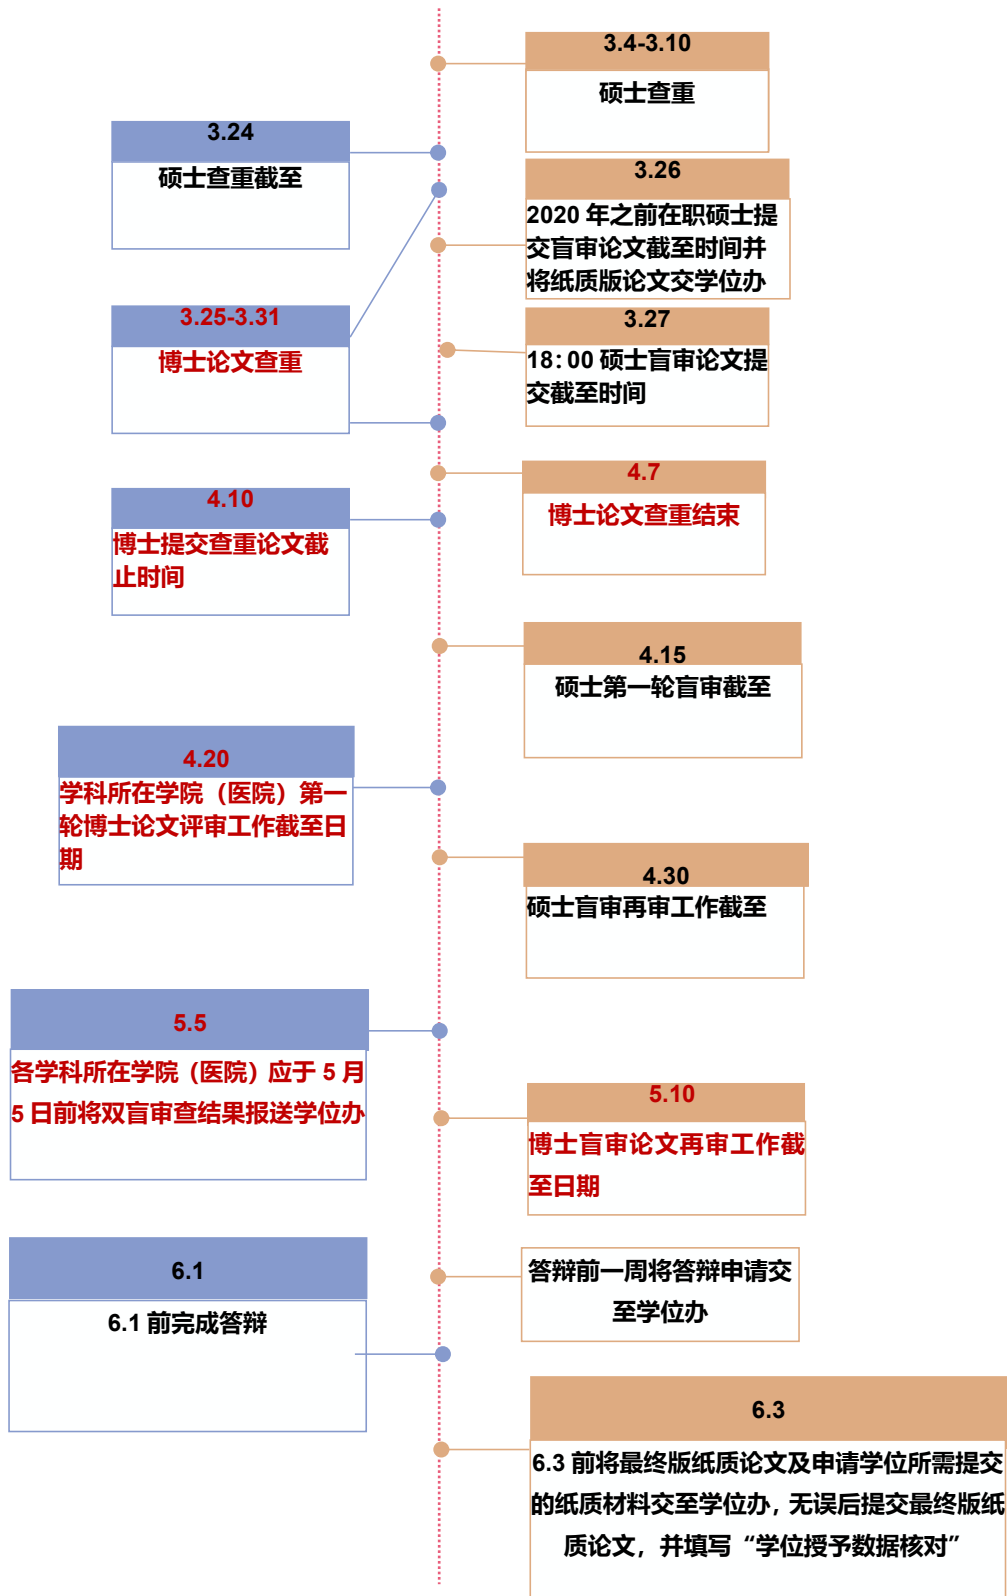 3.4-3.10
硕士查重
3.24
硕士查重截至
3.26
2020 年之前在职硕士提
交盲审论文截至时间并
将纸质版论文交学位办
3.25-3.31
博士论文查重
3.27
18：00 硕士盲审论文提
交截至时间
4.7
博士论文查重结束
4.10
博士提交查重论文截
止时间
4.15
硕士第一轮盲审截至
4.20
学科所在学院（医院）第一
轮博士论文评审工作截至日
期
4.30
硕士盲审再审工作截至
5.5
各学科所在学院（医院）应于 5 月
5 日前将双盲审查结果报送学位办
5.10
博士盲审论文再审工作截
至日期
答辩前一周将答辩申请交
至学位办
6.1
6.1 前完成答辩
6.3
6.3 前将最终版纸质论文及申请学位所需提交
的纸质材料交至学位办，无误后提交最终版纸
质论文，并填写“学位授予数据核对”